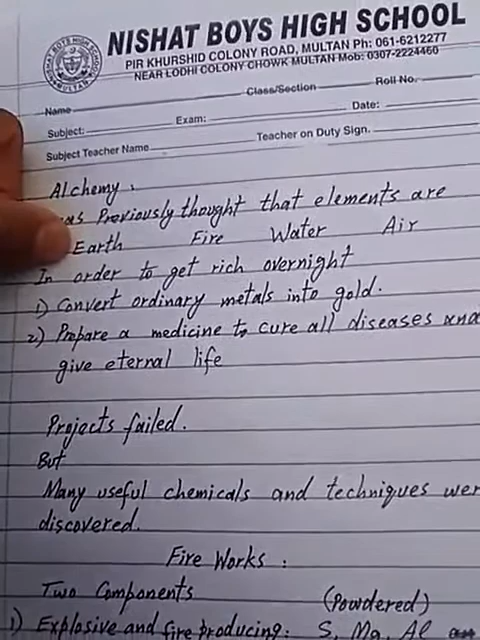 NISHAT BOYS HIGH SCHOOL
PIR KHURSHID COLONY ROAD, MULTAN Ph: 061-6212277
NEAR LODHI COLONY CHOWK MULTAN Mob: 0307-2224460
Name Class/Section Roll No.
Subject: Exam: Date:
Subject Teacher Name Teacher on Duty Sign.
Alchemy :
as Previously thought that elements are
Earth Fire Water Air
In order to get rich overnight
1) Convert ordinary metals into gold.
2) Prepare a medicine to cure all diseases and
give eternal life
Projects failed.
But
Many useful chemicals and techniques wer
discovered.
Fire Works :
Two Components (Powdered)
1) Explosive and fire producing: S, Mg, Al